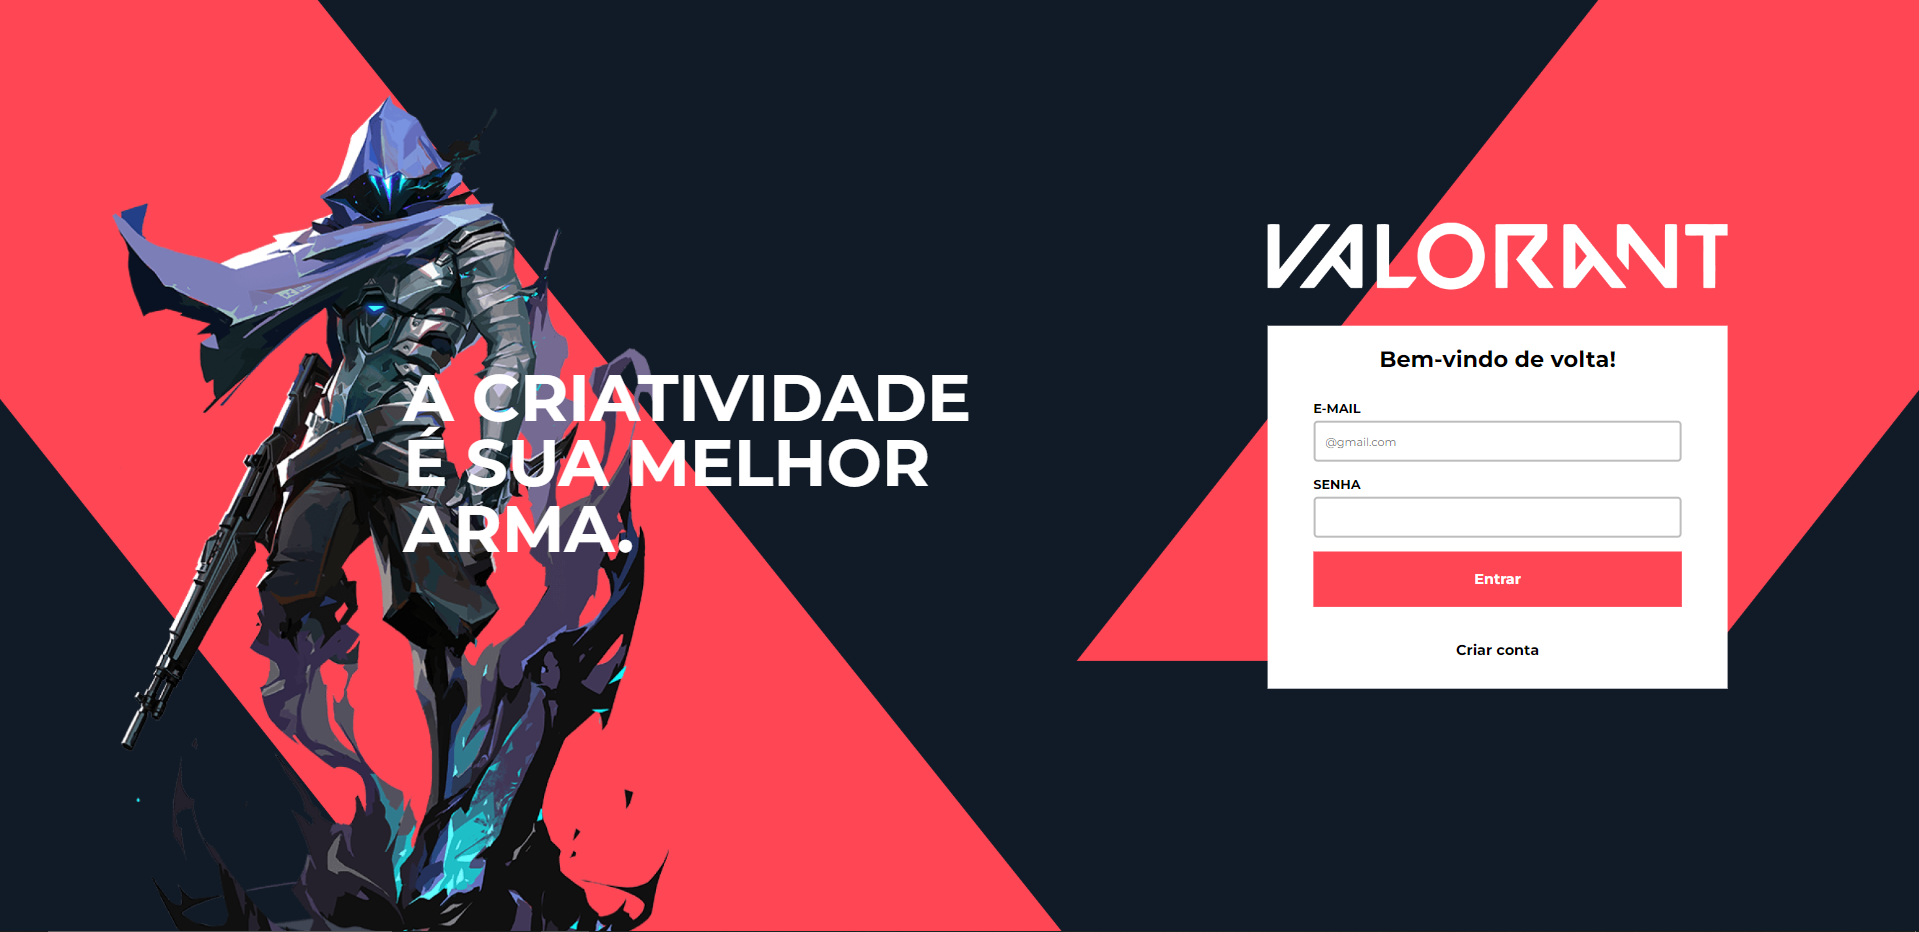 A CRIATIVIDADE
É SUA MELHOR
ARMA.
VALORANT
Bem-vindo de volta!
E-MAIL
@gmail.com
SENHA
Entrar
Criar conta